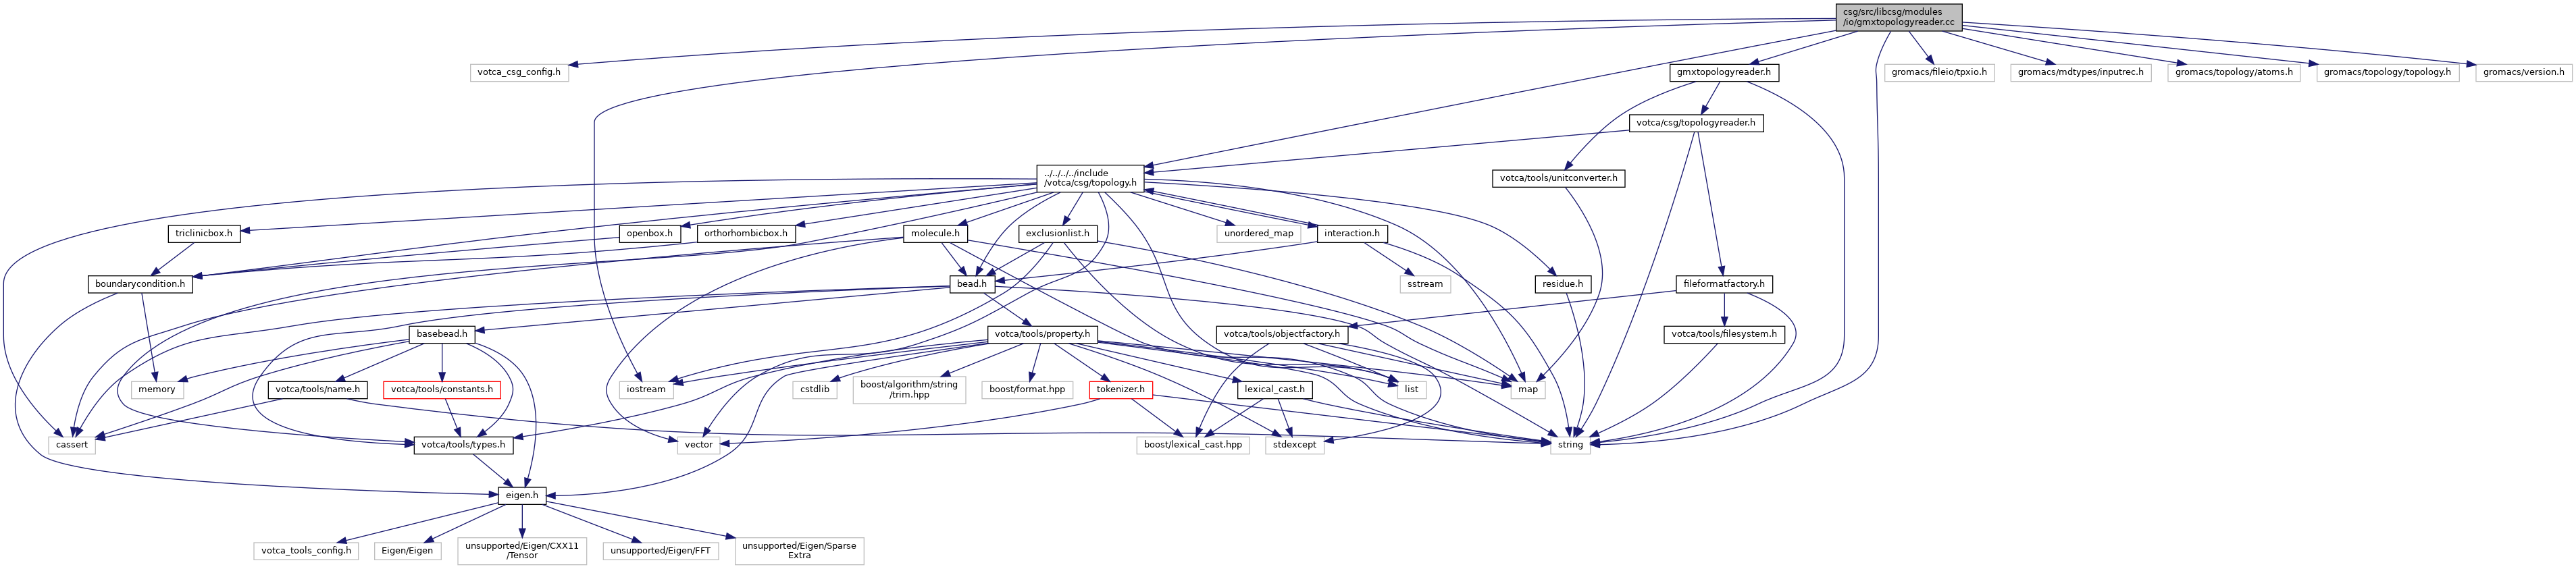 csg/src/libcsg/modules
/io/gmxtopologyreader.cc
votca_csg_config.h
gmxtopologyreader.h
gromacs/fileio/tpxio.h
gromacs/mdtypes/inputrec.h
gromacs/topology/atoms.h
gromacs/topology/topology.h
gromacs/version.h
votca/csg/topologyreader.h
../../../../include
/votca/csg/topology.h
votca/tools/unitconverter.h
triclinicbox.h
openbox.h
orthorhombicbox.h
molecule.h
exclusionlist.h
unordered_map
interaction.h
boundarycondition.h
bead.h
sstream
residue.h
fileformatfactory.h
basebead.h
votca/tools/property.h
votca/tools/objectfactory.h
votca/tools/filesystem.h
memory
votca/tools/name.h
votca/tools/constants.h
iostream
cstdlib
boost/algorithm/string
/trim.hpp
boost/format.hpp
tokenizer.h
lexical_cast.h
list
map
cassert
votca/tools/types.h
vector
boost/lexical_cast.hpp
stdexcept
string
eigen.h
votca_tools_config.h
Eigen/Eigen
unsupported/Eigen/CXX11
/Tensor
unsupported/Eigen/FFT
unsupported/Eigen/Sparse
Extra